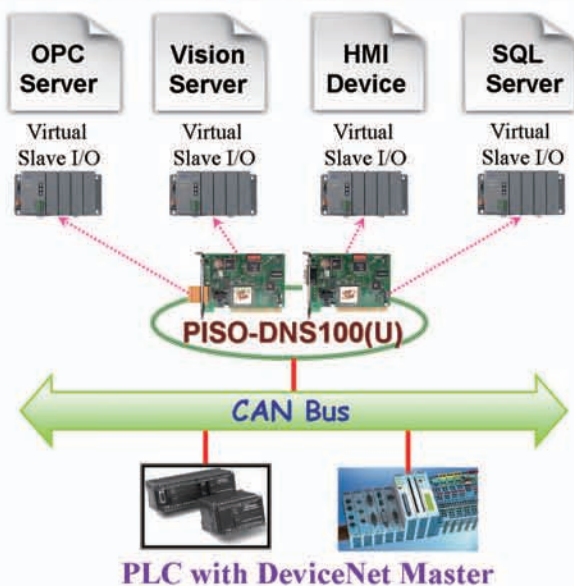 OPC Server
Vision Server
HMI Device
SQL Server
Virtual Slave I/O
Virtual Slave I/O
Virtual Slave I/O
Virtual Slave I/O
PISO-DNS100(U)
CAN Bus
PLC with DeviceNet Master